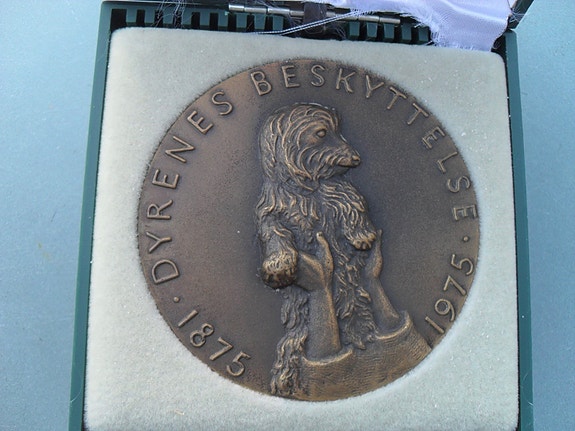 · DYRENES BESKYTTELSE ·
1875 1975